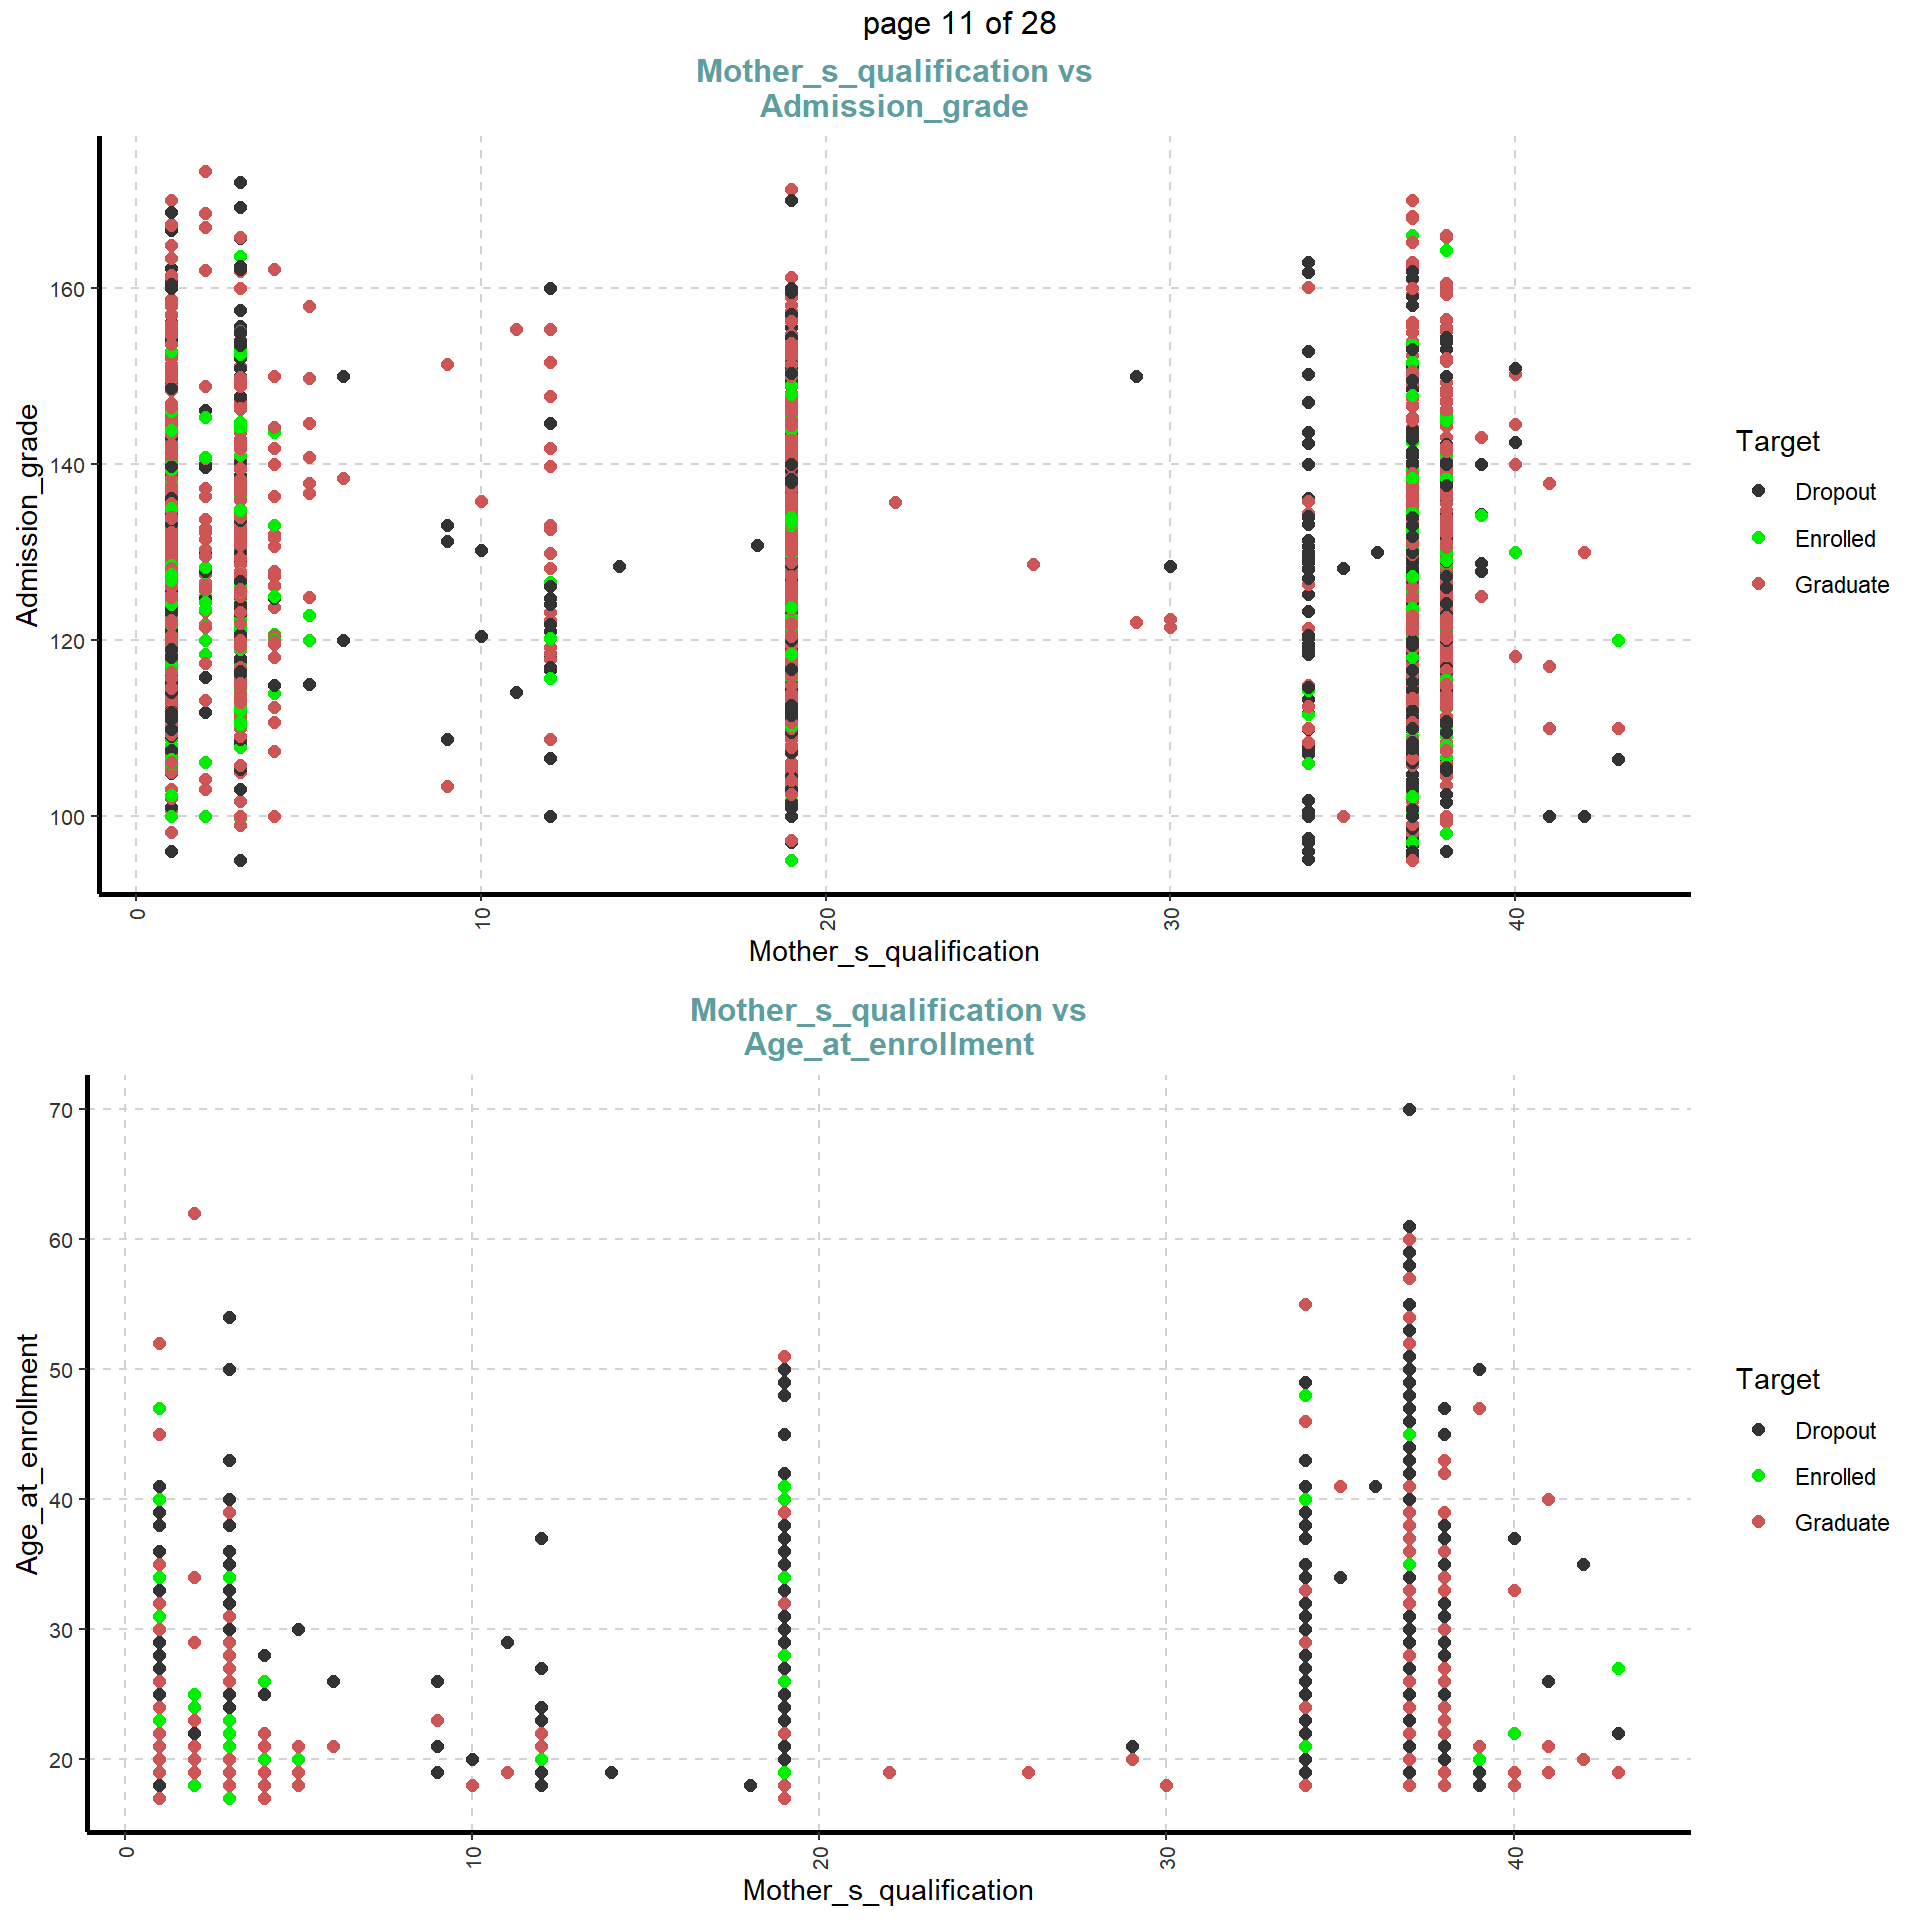 page 11 of 28
Mother_s_qualification vs
Admission_grade
160
140
120
100
Admission_grade
0
10
20
30
40
Mother_s_qualification
Target
Dropout
Enrolled
Graduate
Mother_s_qualification vs
Age_at_enrollment
70
60
50
40
30
20
Age_at_enrollment
0
10
20
30
40
Mother_s_qualification
Target
Dropout
Enrolled
Graduate